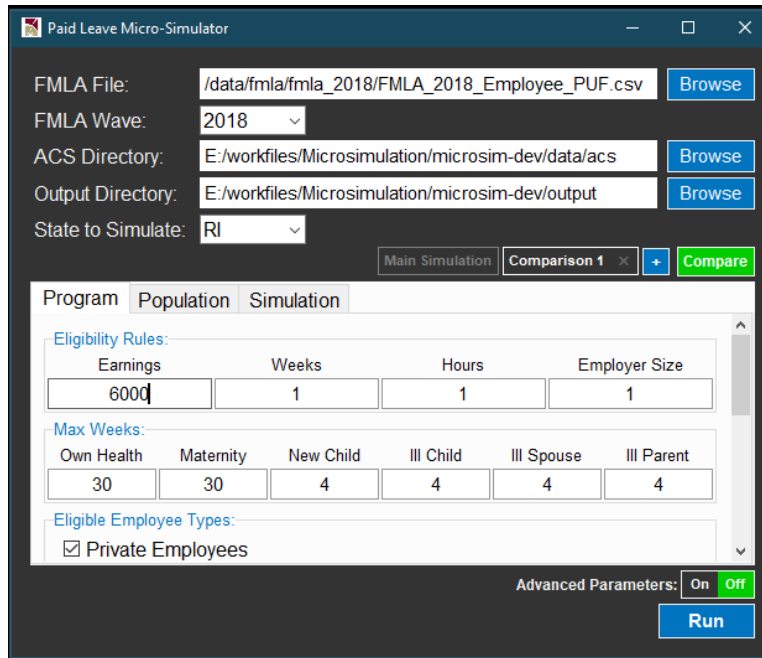 Paid Leave Micro-Simulator
FMLA File: /data/fmla/fmla_2018/FMLA_2018_Employee_PUF.csv Browse
FMLA Wave: 2018
ACS Directory: E:/workfiles/Microsimulation/microsim-dev/data/acs Browse
Output Directory: E:/workfiles/Microsimulation/microsim-dev/output Browse
State to Simulate: RI
Main Simulation Comparison 1 × + Compare
Program Population Simulation
Eligibility Rules:
Earnings Weeks Hours Employer Size
6000 1 1 1
Max Weeks:
Own Health Maternity New Child Ill Child Ill Spouse Ill Parent
30 30 4 4 4 4
Eligible Employee Types:
Private Employees
Advanced Parameters: On Off
Run